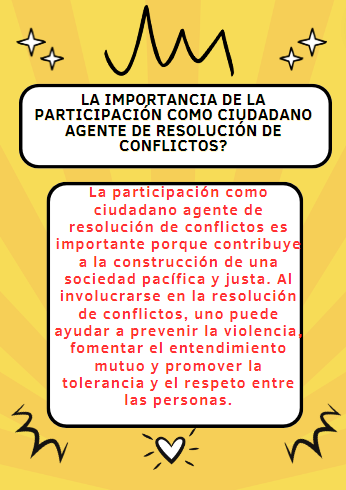 LA IMPORTANCIA DE LA
PARTICIPACIÓN COMO CIUDADANO
AGENTE DE RESOLUCIÓN DE
CONFLICTOS?
La participación como
ciudadano agente de
resolución de conflictos es
importante porque contribuye
a la construcción de una
sociedad pacífica y justa. Al
involucrarse en la resolución
de conflictos, uno puede
ayudar a prevenir la violencia,
fomentar el entendimiento
mutuo y promover la
tolerancia y el respeto entre
las personas.